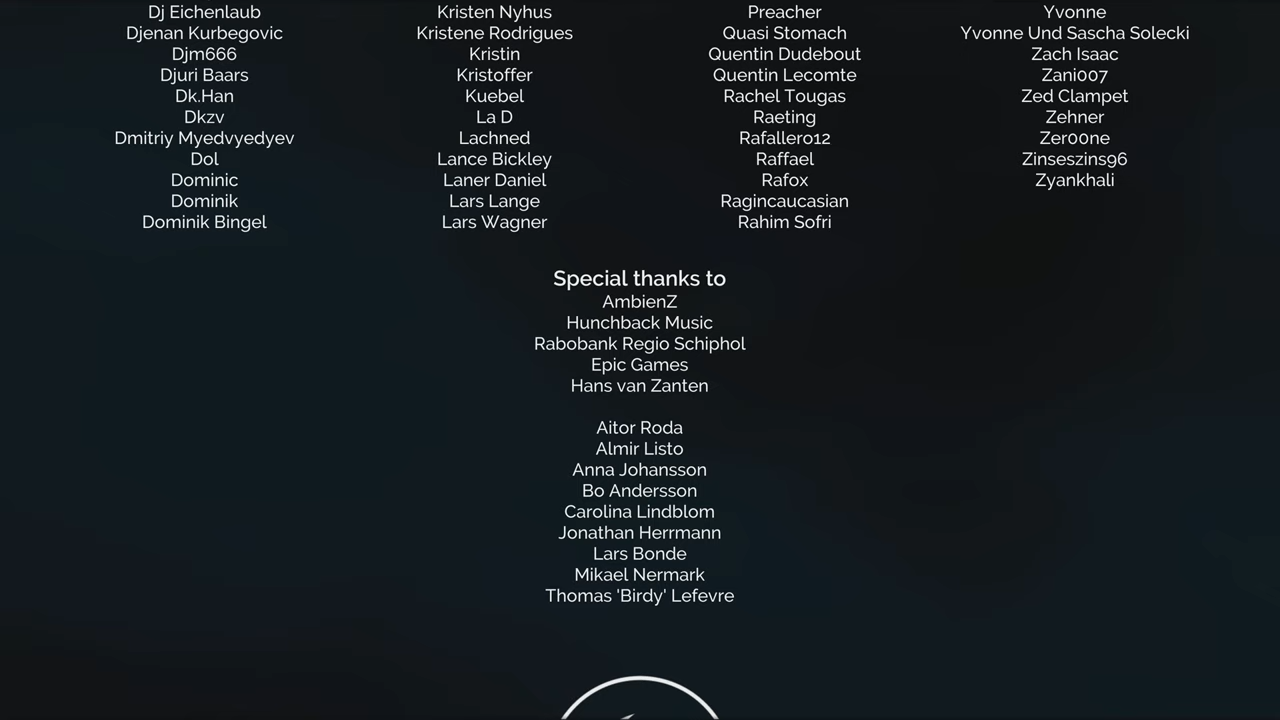 Dj Eichenlaub
Djenan Kurbegovic
Djm666
Djuri Baars
Dk.Han
Dkzv
Dmitriy Myedvyedyev
Dol
Dominic
Dominik
Dominik Bingel
Kristen Nyhus
Kristene Rodrigues
Kristin
Kristoffer
Kuebel
La D
Lachned
Lance Bickley
Laner Daniel
Lars Lange
Lars Wagner
Preacher
Quasi Stomach
Quentin Dudebout
Quentin Lecomte
Rachel Tougas
Raeting
Rafallero12
Raffael
Rafox
Ragincaucasian
Rahim Sofri
Yvonne
Yvonne Und Sascha Solecki
Zach Isaac
Zani007
Zed Clampet
Zehner
Zer00ne
Zinseszins96
Zyankhali
Special thanks to
AmbienZ
Hunchback Music
Rabobank Regio Schiphol
Epic Games
Hans van Zanten
Aitor Roda
Almir Listo
Anna Johansson
Bo Andersson
Carolina Lindblom
Jonathan Herrmann
Lars Bonde
Mikael Nermark
Thomas 'Birdy' Lefevre